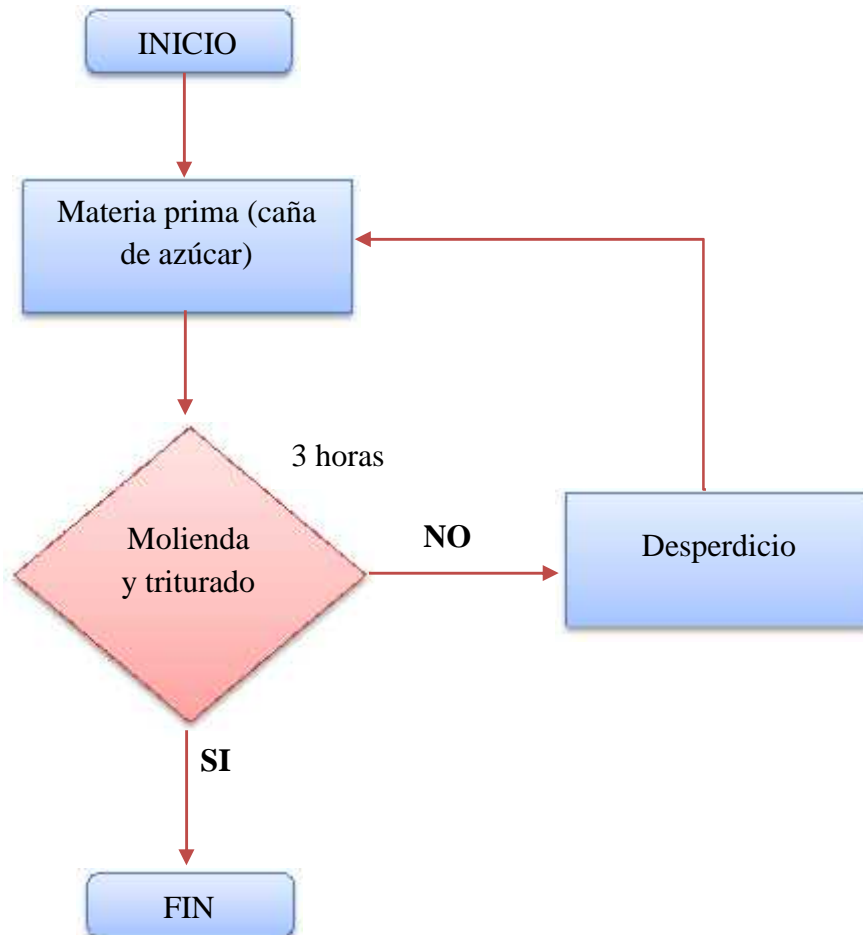 INICIO
Materia prima (caña
de azúcar)
3 horas
Molienda
y triturado
NO
Desperdicio
SI
FIN